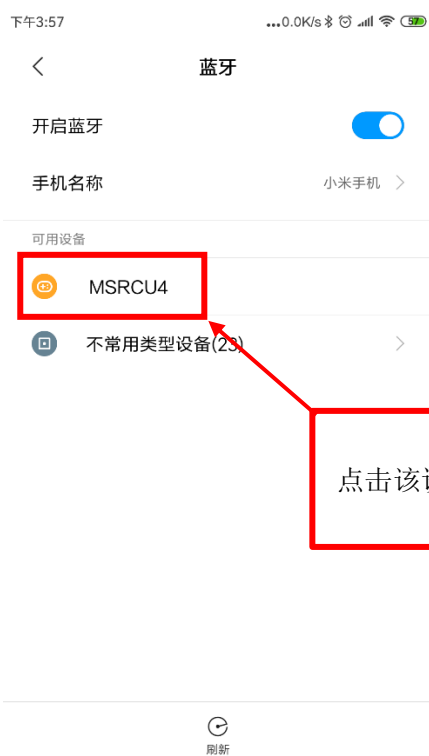 下午3:57
...0.0K/s
57
蓝牙
开启蓝牙
手机名称
小米手机
可用设备
MSRCU4
不常用类型设备(23)
点击该
刷新